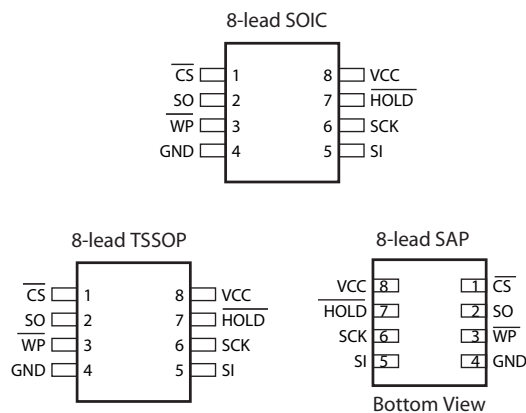 8-lead SOIC
CS 1 8 VCC
SO 2 7 HOLD
WP 3 6 SCK
GND 4 5 SI
8-lead TSSOP
CS 1 8 VCC
SO 2 7 HOLD
WP 3 6 SCK
GND 4 5 SI
8-lead SAP
VCC 8 1 CS
HOLD 7 2 SO
SCK 6 3 WP
SI 5 4 GND
Bottom View